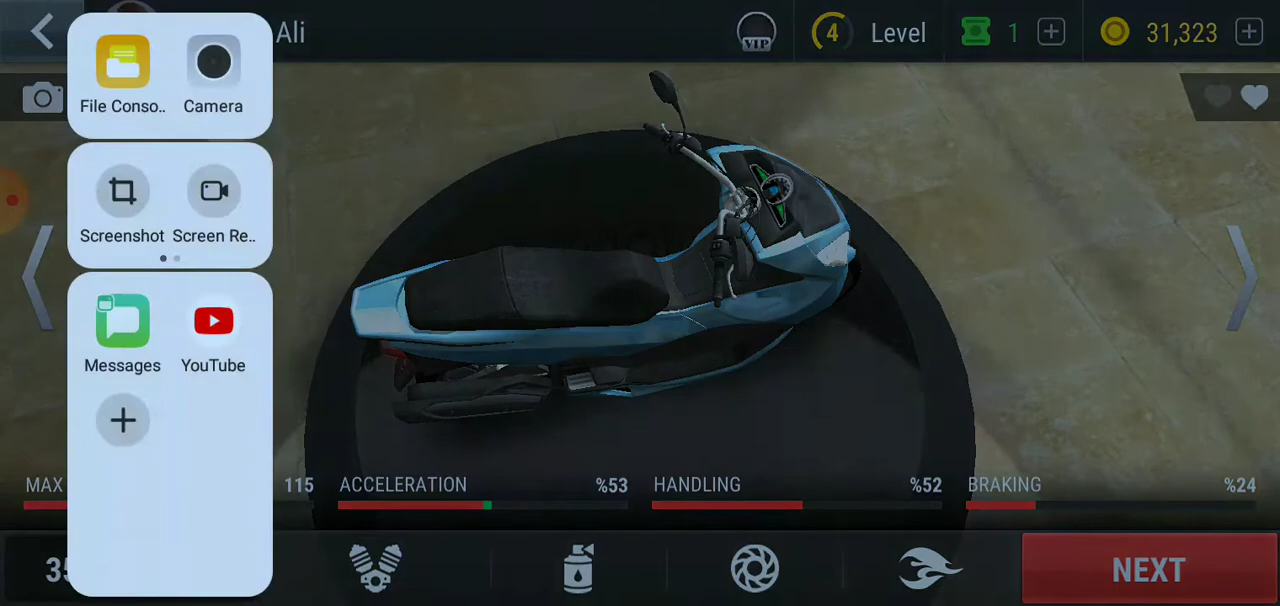 Ali
VIP
4
Level
1
31,323
File Conso..
Camera
Screenshot
Screen Re..
Messages
YouTube
MAX
115
ACCELERATION
%53
HANDLING
%52
BRAKING
%24
NEXT